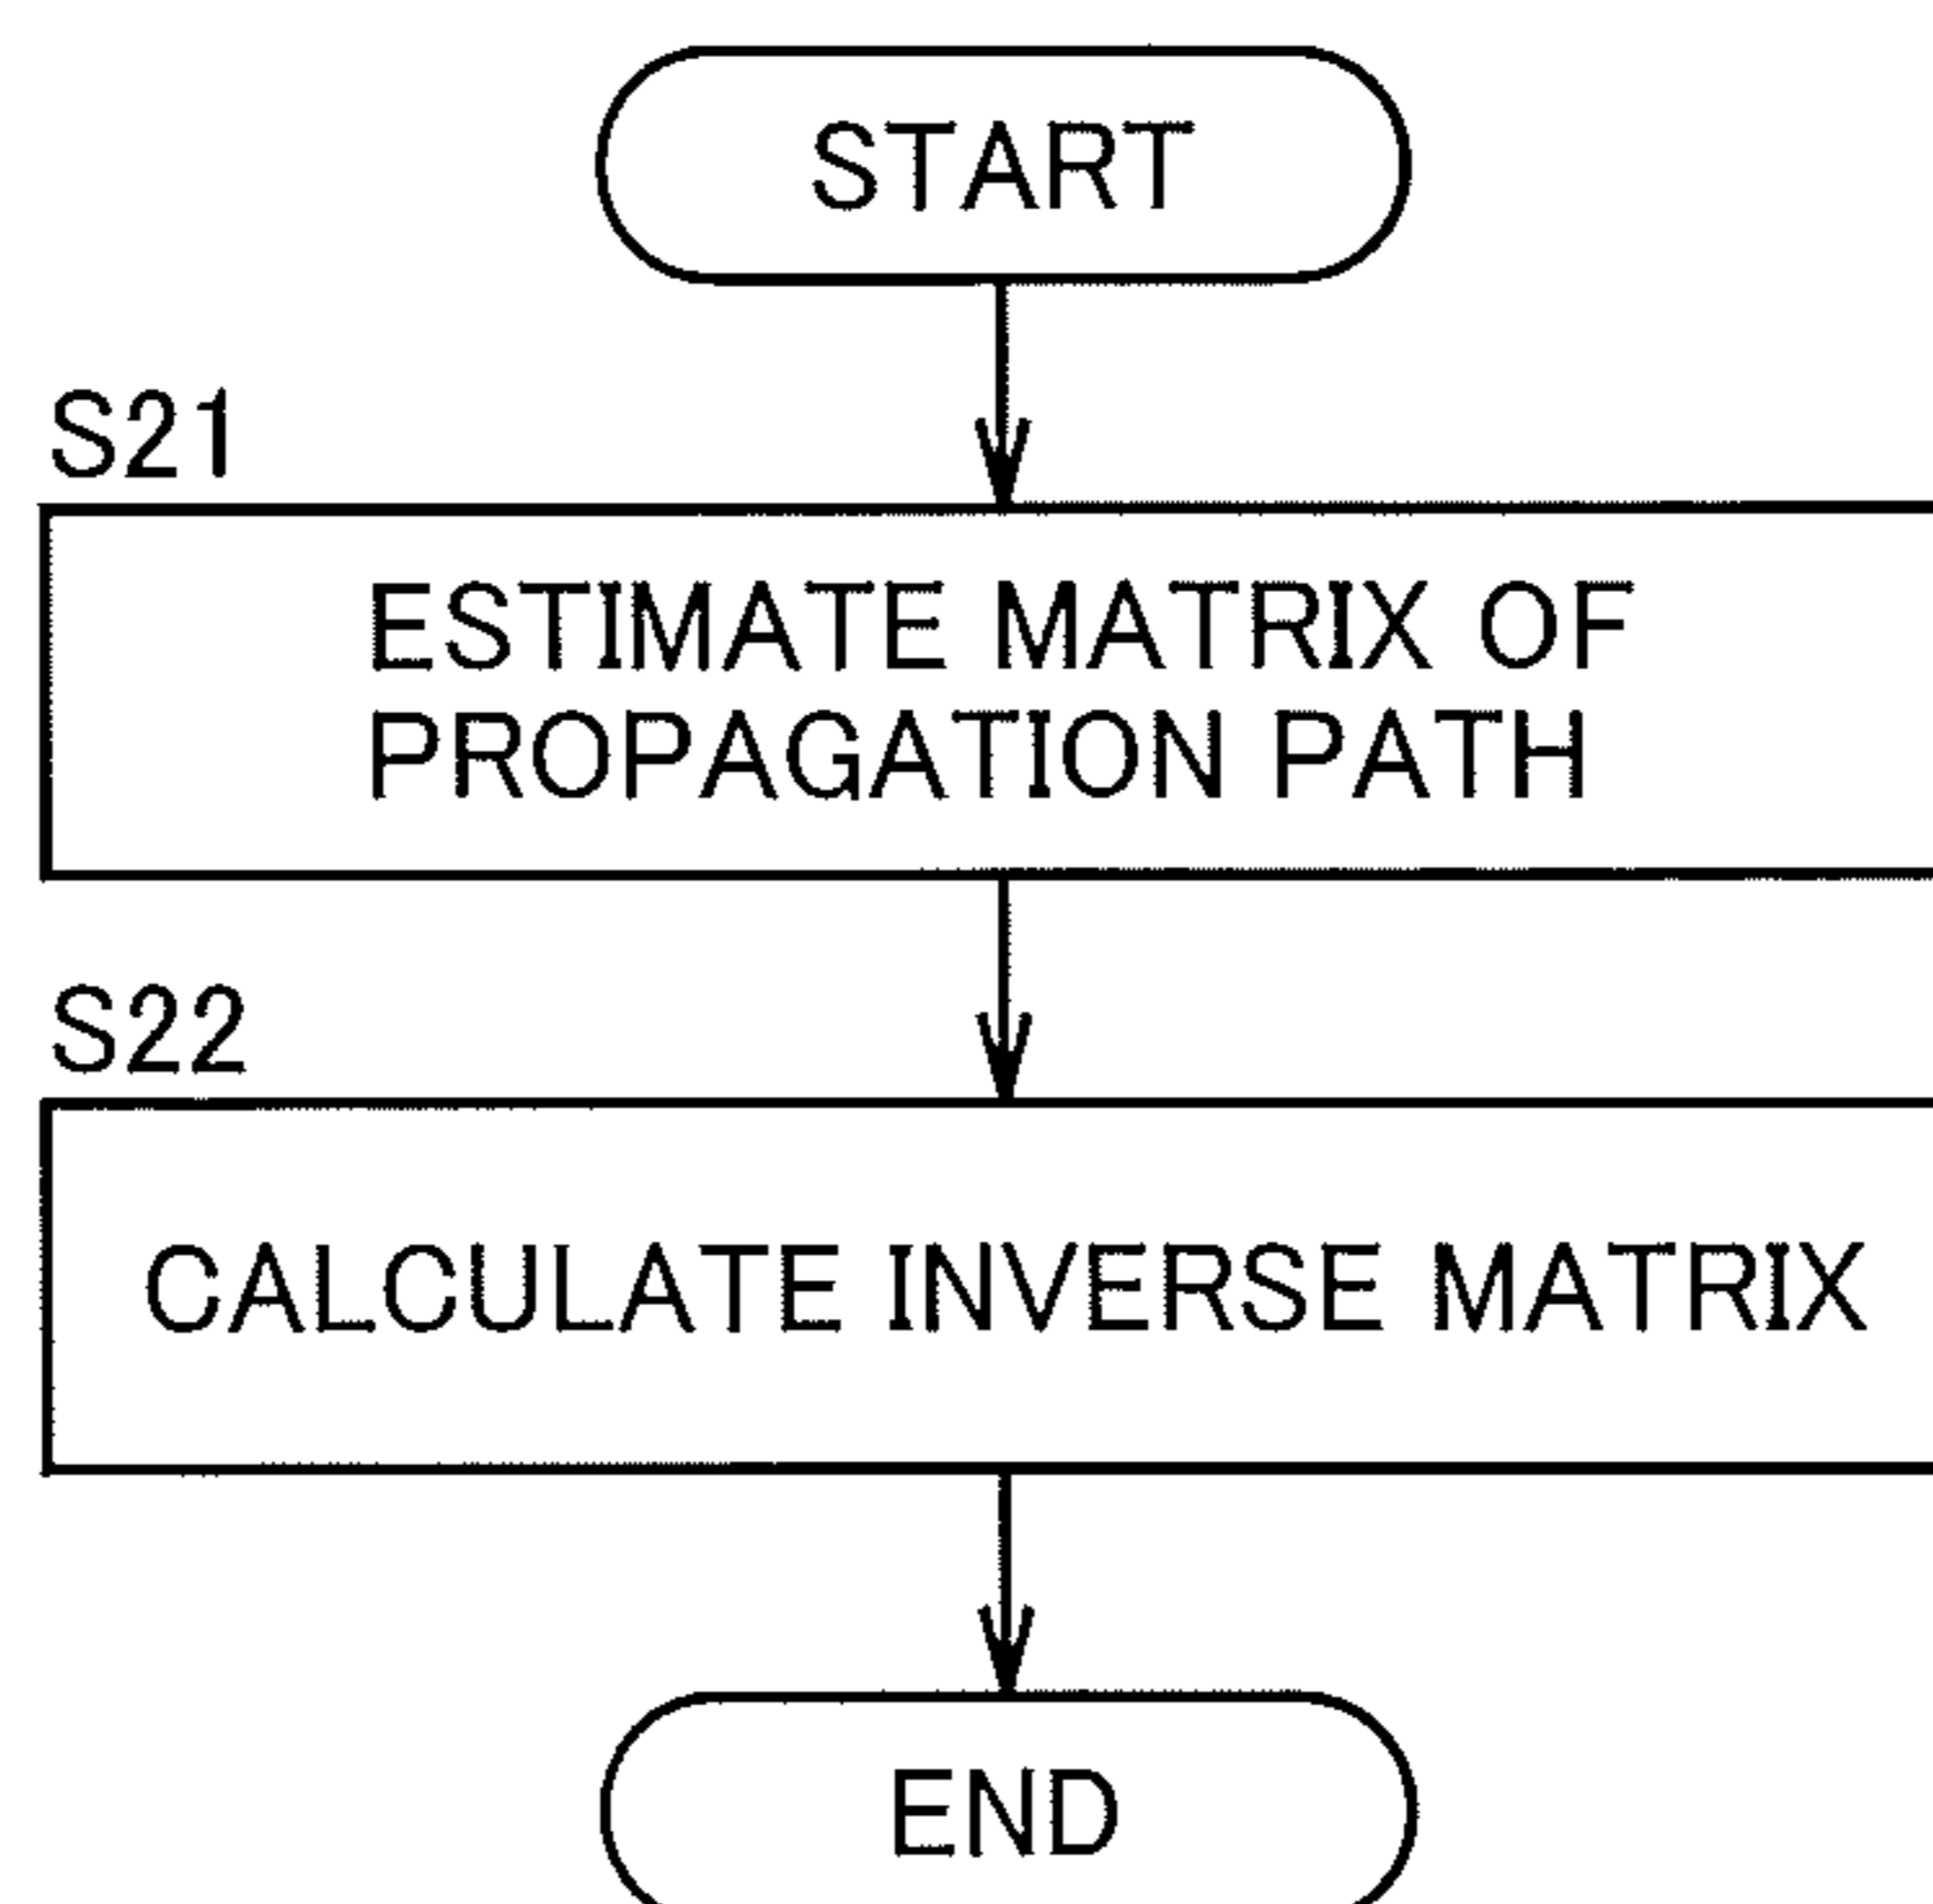 START
S21
ESTIMATE MATRIX OF
PROPAGATION PATH
S22
CALCULATE INVERSE MATRIX
END